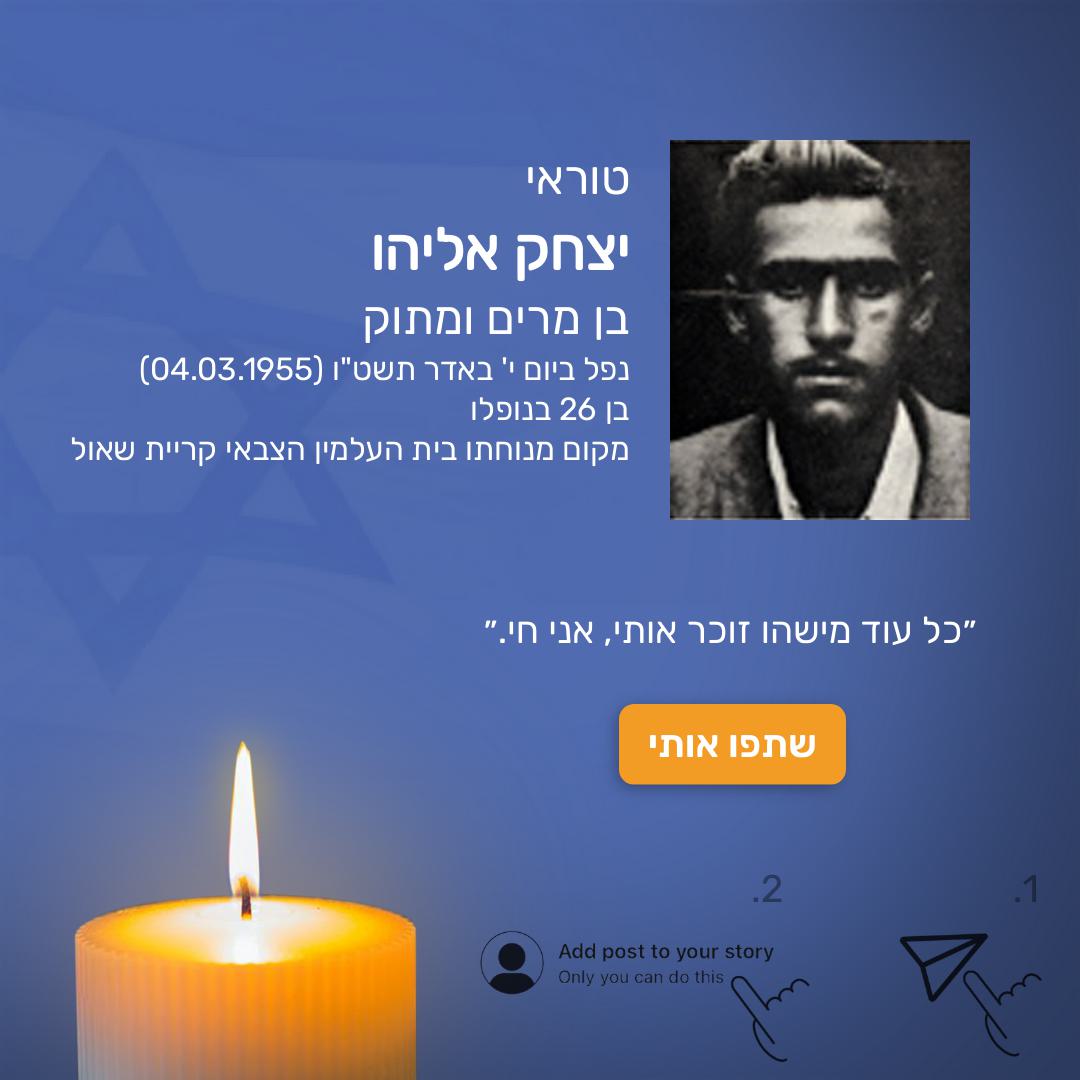 טוראי
יצחק אליהו
בן מרים ומתוק
נפל ביום י' באדר תשט"ו (04.03.1955)
בן 26 בנופלו
מקום מנוחתו בית העלמין הצבאי קריית שאול
״כל עוד מישהו זוכר אותי, אני חי.״
שתפו אותי
1.
2.
Add post to your story
Only you can do this